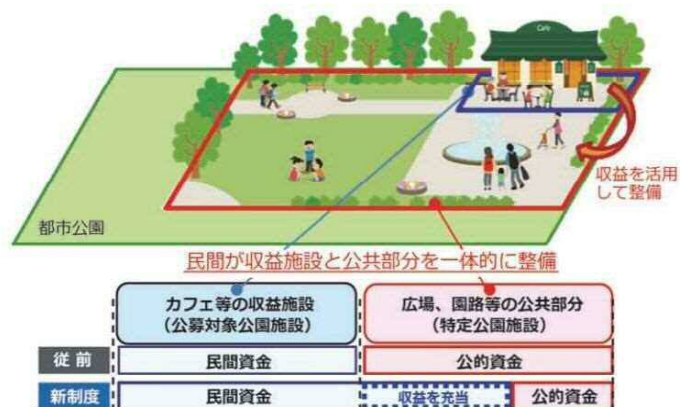 Cafe
収益を活用
して整備
都市公園
民間が収益施設と公共部分を一体的に整備
カフェ等の収益施設
(公募対象公園施設)
広場、園路等の公共部分
(特定公園施設)
従前
民間資金
公的資金
新制度
民間資金
収益を充当
公的資金